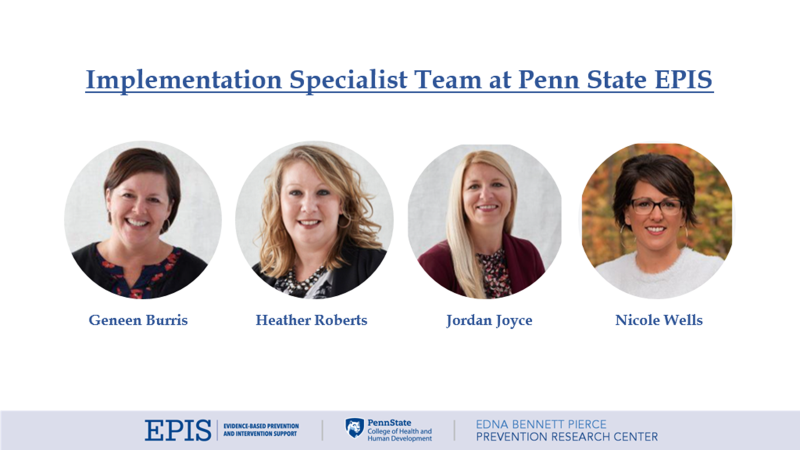 Implementation Specialist Team at Penn State EPIS
Geneen Burris
Heather Roberts
Jordan Joyce
Nicole Wells
EPIS
EVIDENCE-BASED PREVENTION
AND INTERVENTION SUPPORT
PennState
College of Health and
Human Development
EDNA BENNETT PIERCE
PREVENTION RESEARCH CENTER